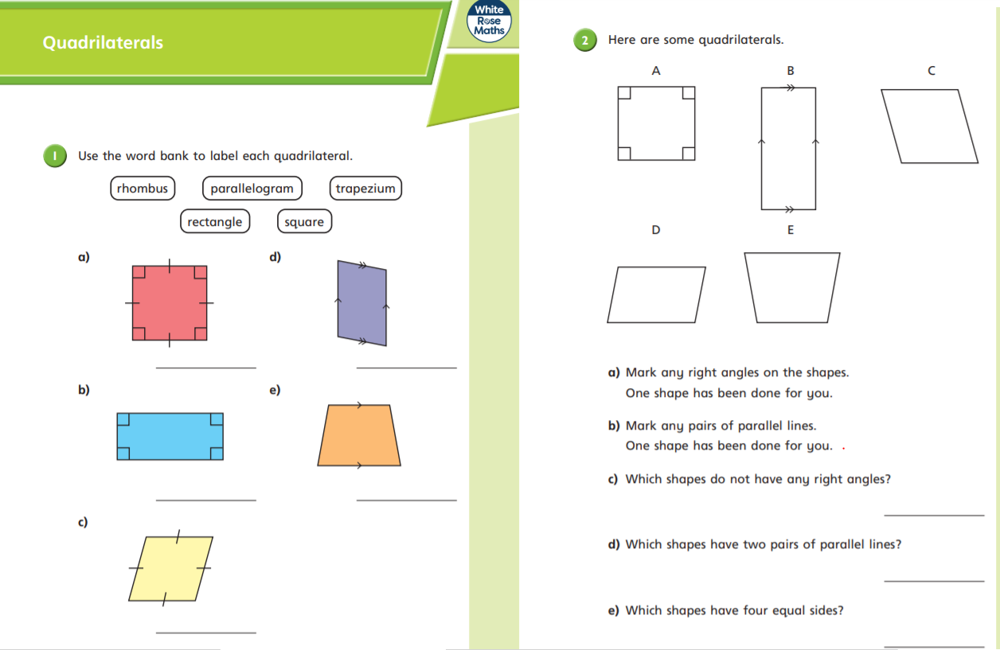 Quadrilaterals
White
Rose
Maths
1 Use the word bank to label each quadrilateral.
rhombus parallelogram trapezium
rectangle square
a) d)
b) e)
c)
2 Here are some quadrilaterals.
A B C
D E
a) Mark any right angles on the shapes.
One shape has been done for you.
b) Mark any pairs of parallel lines.
One shape has been done for you. .
c) Which shapes do not have any right angles?
d) Which shapes have two pairs of parallel lines?
e) Which shapes have four equal sides?